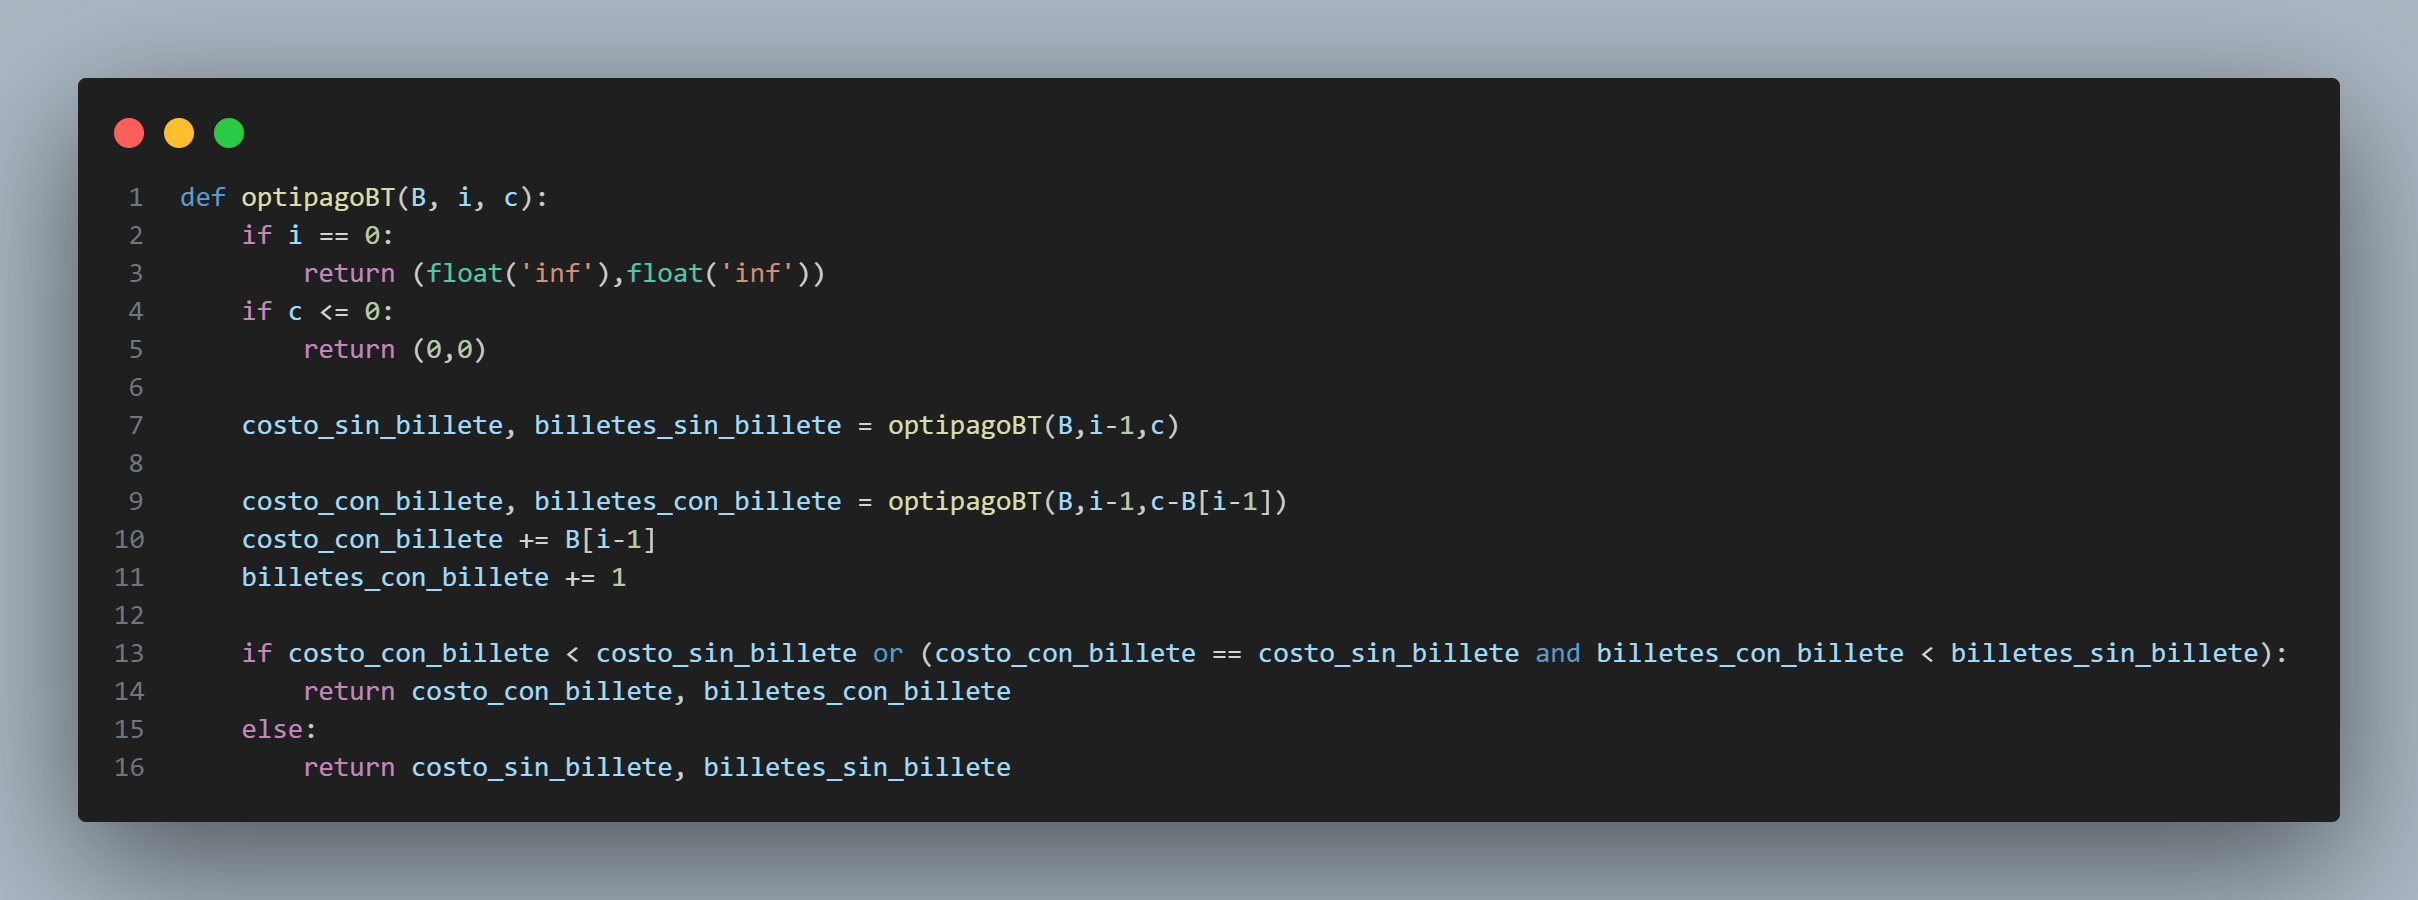 1 def optipagoBT(B, i, c):
2     if i == 0:
3         return (float('inf'),float('inf'))
4     if c <= 0:
5         return (0,0)
6
7     costo_sin_billete, billetes_sin_billete = optipagoBT(B,i-1,c)
8
9     costo_con_billete, billetes_con_billete = optipagoBT(B,i-1,c-B[i-1])
10     costo_con_billete += B[i-1]
11     billetes_con_billete += 1
12
13     if costo_con_billete < costo_sin_billete or (costo_con_billete == costo_sin_billete and billetes_con_billete < billetes_sin_billete):
14         return costo_con_billete, billetes_con_billete
15     else:
16         return costo_sin_billete, billetes_sin_billete